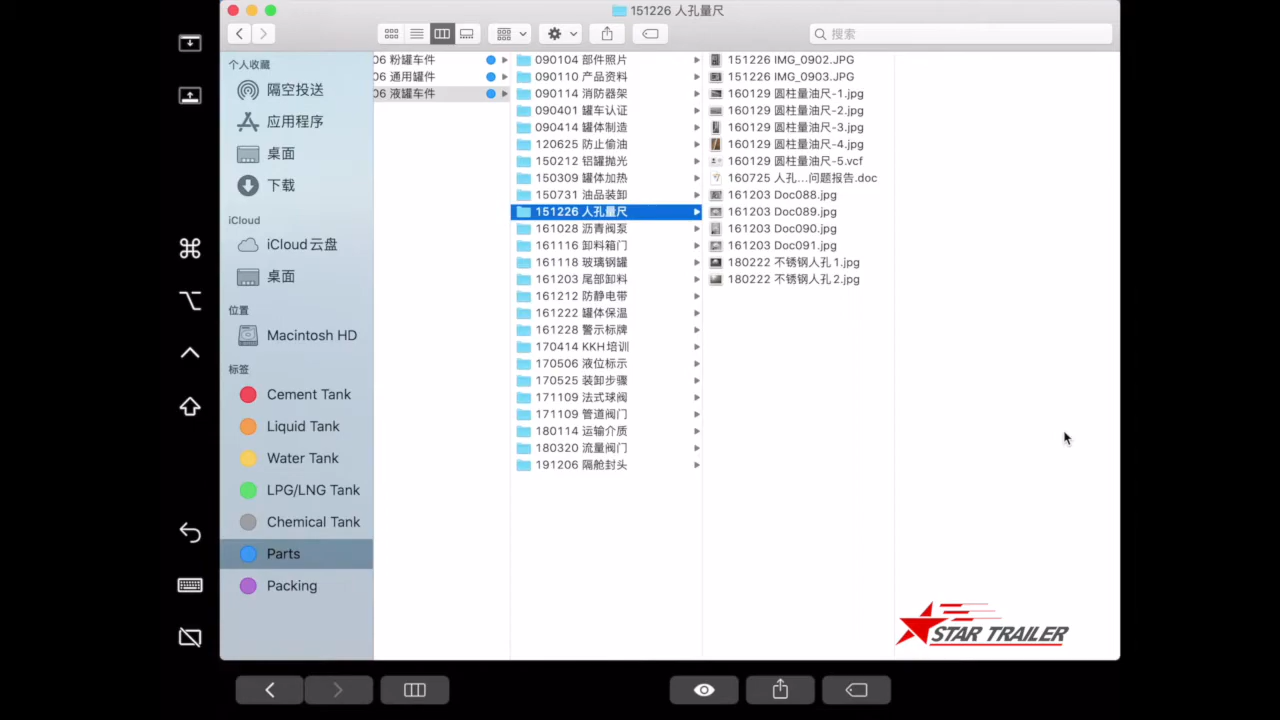 151226 人孔量尺
搜索
个人收藏
隔空投送
应用程序
桌面
下载
iCloud
iCloud 云盘
桌面
位置
Macintosh HD
标签
Cement Tank
Liquid Tank
Water Tank
LPG/LNG Tank
Chemical Tank
Parts
Packing
06 粉罐车件
06 通用罐件
06 液罐车件
090104 部件照片
090110 产品资料
090114 消防器架
090401 罐车认证
090414 罐体制造
120625 防止偷油
150212 铝罐抛光
150309 罐体加热
150731 油品装卸
151226 人孔量尺
161028 沥青阀泵
161116 卸料箱门
161118 玻璃钢罐
161203 尾部卸料
161212 防静电带
161222 罐体保温
161228 警示标牌
170414 KKH培训
170506 液位标示
170525 装卸步骤
171109 法式球阀
171109 管道阀门
180114 运输介质
180320 流量阀门
191206 隔舱封头
151226 IMG_0902.JPG
151226 IMG_0903.JPG
160129 圆柱量油尺-1.jpg
160129 圆柱量油尺-2.jpg
160129 圆柱量油尺-3.jpg
160129 圆柱量油尺-4.jpg
160129 圆柱量油尺-5.vcf
160725 人孔...问题报告.doc
161203 Doc088.jpg
161203 Doc089.jpg
161203 Doc090.jpg
161203 Doc091.jpg
180222 不锈钢人孔1.jpg
180222 不锈钢人孔2.jpg
STAR TRAILER